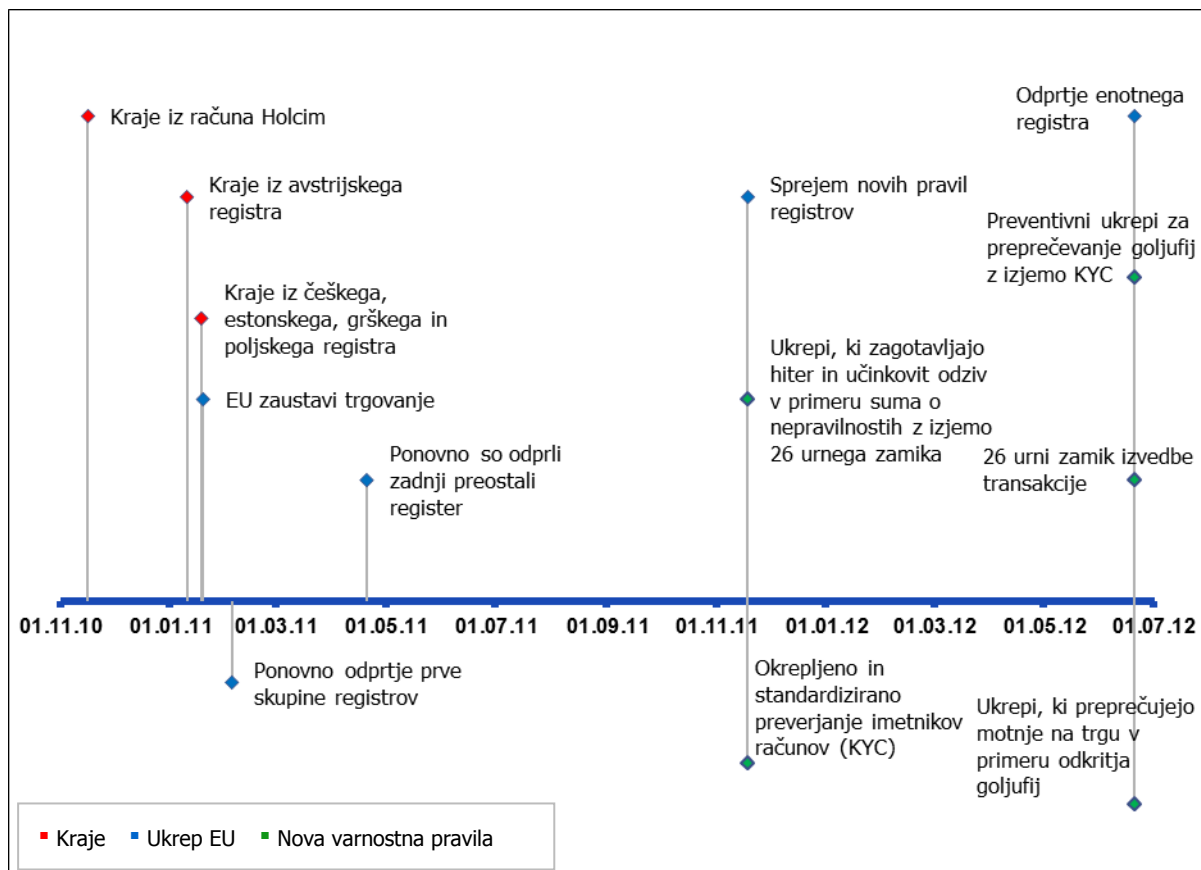 Kraje iz računa Holcim
Kraje iz avstrijskega
registra
Kraje iz češkega,
estonskega, grškega in
poljskega registra
EU zaustavi trgovanje
Ponovno so odprli
zadnji preostali
register
Sprejem novih pravil
registrov
Ukrepi, ki zagotavljajo
hiter in učinkovit odziv
v primeru suma o
nepravilnostih z izjemo
26 urnega zamika
Odprtje enotnega
registra
Preventivni ukrepi za
preprečevanje goljufij
z izjemo KYC
26 urni zamik izvedbe
transakcije
01.11.10 01.01.11 01.03.11 01.05.11 01.07.11 01.09.11 01.11.11 01.01.12 01.03.12 01.05.12 01.07.12
Ponovno odprtje prve
skupine registrov
Okrepljeno in
standardizirano
preverjanje imetnikov
računov (KYC)
Ukrepi, ki preprečujejo
motnje na trgu v
primeru odkritja
goljufij
Kraje Ukrep EU Nova varnostna pravila